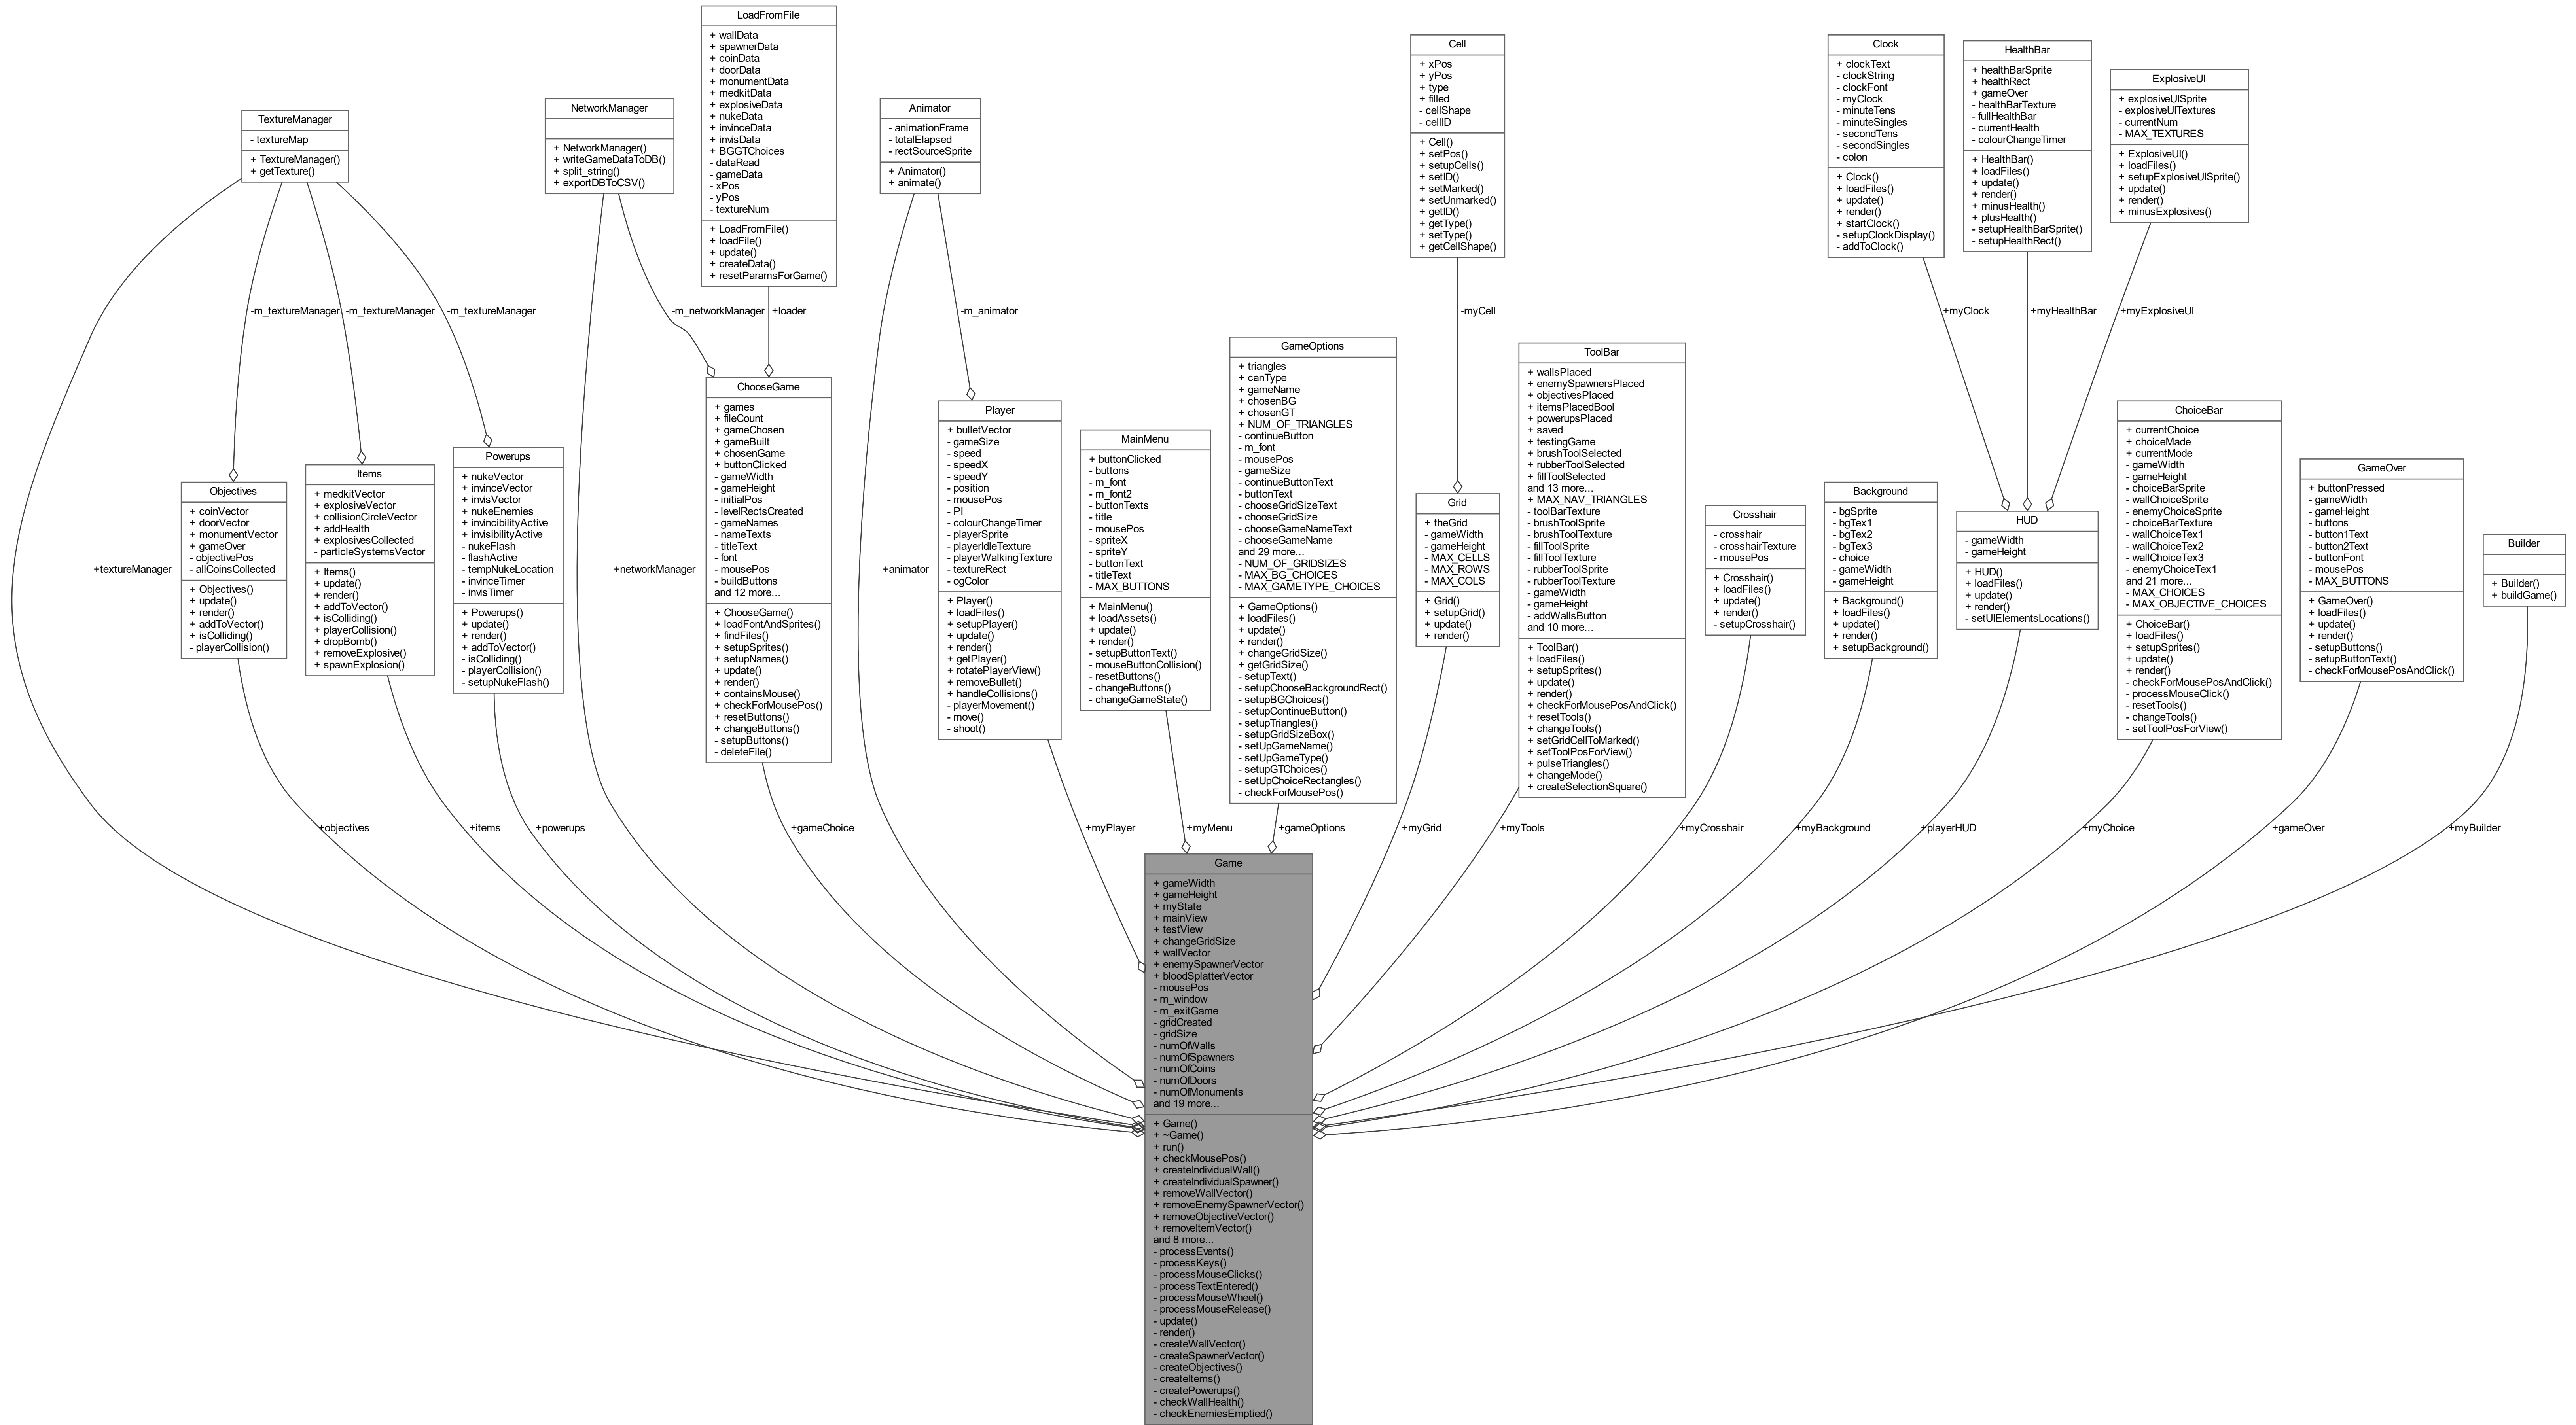 LoadFromFile
+ wallData
+ spawnerData
+ coinData
+ doorData
+ monumentData
+ medkitData
+ explosiveData
+ nukeData
+ invinceData
+ invisData
+ BGGTChoices
- dataRead
- gameData
- xPos
- yPos
- textureNum
+ LoadFromFile()
+ loadFile()
+ update()
+ createData()
+ resetParamsForGame()
Cell
+ xPos
+ yPos
+ type
+ filled
- cellShape
- cellID
+ Cell()
+ setPos()
+ setupCells()
+ setID()
+ setMarked()
+ setUnmarked()
+ getID()
+ getType()
+ setType()
+ getCellShape()
Clock
+ clockText
- clockString
- clockFont
- myClock
- minuteTens
- minuteSingles
- secondTens
- secondSingles
- colon
+ Clock()
+ loadFiles()
+ update()
+ render()
+ startClock()
- setupClockDisplay()
- addToClock()
HealthBar
+ healthBarSprite
+ healthRect
+ gameOver
- healthBarTexture
- fullHealthBar
- currentHealth
- colourChangeTimer
+ HealthBar()
+ loadFiles()
+ update()
+ render()
+ minusHealth()
+ plusHealth()
- setupHealthBarSprite()
- setupHealthRect()
ExplosiveUI
+ explosiveUISprite
- explosiveUITextures
- currentNum
- MAX_TEXTURES
+ ExplosiveUI()
+ loadFiles()
+ setupExplosiveUISprite()
+ update()
+ render()
+ minusExplosives()
TextureManager
- textureMap
+ TextureManager()
+ getTexture()
NetworkManager
+ NetworkManager()
+ writeGameDataToDB()
+ split_string()
+ exportDBToCSV()
Animator
- animationFrame
- totalElapsed
- rectSourceSprite
+ Animator()
+ animate()
-m_textureManager
-m_textureManager
-m_textureManager
-m_networkManager
+loader
-m_animator
-myCell
+myClock
+myHealthBar
+myExplosiveUI
Objectives
+ coinVector
+ doorVector
+ monumentVector
+ gameOver
- objectivePos
- allCoinsCollected
+ Objectives()
+ update()
+ render()
+ addToVector()
+ isColliding()
- playerCollision()
Items
+ medkitVector
+ explosiveVector
+ collisionCircleVector
+ addHealth
+ explosivesCollected
- particleSystemsVector
+ Items()
+ update()
+ render()
+ addToVector()
+ isColliding()
+ playerCollision()
+ dropBomb()
+ removeExplosive()
+ spawnExplosion()
Powerups
+ nukeVector
+ invinceVector
+ invisVector
+ nukeEnemies
+ invincibilityActive
+ invisibilityActive
- nukeFlash
- flashActive
- tempNukeLocation
- invinceTimer
- invisTimer
+ Powerups()
+ update()
+ render()
+ addToVector()
- isColliding()
- playerCollision()
- setupNukeFlash()
ChooseGame
+ games
+ fileCount
+ gameChosen
+ gameBuilt
+ chosenGame
+ buttonClicked
- gameWidth
- gameHeight
- initialPos
- levelRectsCreated
- gameNames
- nameTexts
- titleText
- font
- mousePos
- buildButtons
and 12 more...
+ ChooseGame()
+ loadFontAndSprites()
+ findFiles()
+ setupSprites()
+ setupNames()
+ update()
+ render()
+ containsMouse()
+ checkForMousePos()
+ resetButtons()
+ changeButtons()
- setupButtons()
- deleteFile()
Player
+ bulletVector
- gameSize
- speed
- speedX
- speedY
- position
- mousePos
- PI
- colourChangeTimer
- playerSprite
- playerIdleTexture
- playerWalkingTexture
- textureRect
- ogColor
+ Player()
+ loadFiles()
+ setupPlayer()
+ update()
+ render()
+ getPlayer()
+ rotatePlayerView()
+ removeBullet()
+ handleCollisions()
- playerMovement()
- move()
- shoot()
MainMenu
+ buttonClicked
- buttons
- m_font
- m_font2
- buttonTexts
- title
- mousePos
- spriteX
- spriteY
- buttonText
- titleText
- MAX_BUTTONS
+ MainMenu()
+ loadAssets()
+ update()
+ render()
- setupButtonText()
- mouseButtonCollision()
- resetButtons()
- changeButtons()
- changeGameState()
GameOptions
+ triangles
+ canType
+ gameName
+ chosenBG
+ chosenGT
+ NUM_OF_TRIANGLES
- continueButton
- m_font
- mousePos
- gameSize
- continueButtonText
- buttonText
- chooseGridSizeText
- chooseGridSize
- chooseGameNameText
- chooseGameName
and 29 more...
- NUM_OF_GRIDSIZES
- MAX_BG_CHOICES
- MAX_GAMETYPE_CHOICES
+ GameOptions()
+ loadFiles()
+ update()
+ render()
+ changeGridSize()
+ getGridSize()
- setupText()
- setupChooseBackgroundRect()
- setupBGChoices()
- setupContinueButton()
- setupTriangles()
- setupGridSizeBox()
- setUpGameName()
- setUpGameType()
- setupGTChoices()
- setUpChoiceRectangles()
- checkForMousePos()
Grid
+ theGrid
- gameWidth
- gameHeight
- MAX_CELLS
- MAX_ROWS
- MAX_COLS
+ Grid()
+ setupGrid()
+ update()
+ render()
ToolBar
+ wallsPlaced
+ enemySpawnersPlaced
+ objectivesPlaced
+ itemsPlacedBool
+ powerupsPlaced
+ saved
+ testingGame
+ brushToolSelected
+ rubberToolSelected
+ fillToolSelected
and 13 more...
+ MAX_NAV_TRIANGLES
- toolBarTexture
- brushToolSprite
- brushToolTexture
- fillToolSprite
- fillToolTexture
- rubberToolSprite
- rubberToolTexture
- gameWidth
- gameHeight
- addWallsButton
and 10 more...
+ ToolBar()
+ loadFiles()
+ setupSprites()
+ update()
+ render()
+ checkForMousePosAndClick()
+ resetTools()
+ changeTools()
+ setGridCellToMarked()
+ setToolPosForView()
+ pulseTriangles()
+ changeMode()
+ createSelectionSquare()
Crosshair
- crosshair
- crosshairTexture
- mousePos
+ Crosshair()
+ loadFiles()
+ update()
+ render()
- setupCrosshair()
Background
- bgSprite
- bgTex1
- bgTex2
- bgTex3
- choice
- gameWidth
- gameHeight
+ Background()
+ loadFiles()
+ update()
+ render()
+ setupBackground()
HUD
- gameWidth
- gameHeight
+ HUD()
+ loadFiles()
+ update()
+ render()
- setUIElementsLocations()
ChoiceBar
+ currentChoice
+ choiceMade
+ currentMode
- gameWidth
- gameHeight
- choiceBarSprite
- wallChoiceSprite
- enemyChoiceSprite
- choiceBarTexture
- wallChoiceTex1
- wallChoiceTex2
- wallChoiceTex3
- enemyChoiceTex1
and 21 more...
- MAX_CHOICES
- MAX_OBJECTIVE_CHOICES
+ ChoiceBar()
+ loadFiles()
+ setupSprites()
+ update()
+ render()
- checkForMousePosAndClick()
- processMouseClick()
- resetTools()
- changeTools()
- setToolPosForView()
GameOver
+ buttonPressed
- gameWidth
- gameHeight
- buttons
- button1Text
- button2Text
- buttonFont
- mousePos
- MAX_BUTTONS
+ GameOver()
+ loadFiles()
+ update()
+ render()
- setupButtons()
- setupButtonText()
- checkForMousePosAndClick()
Builder
+ Builder()
+ buildGame()
+textureManager
+objectives
+items
+powerups
+networkManager
+gameChoice
+animator
+myPlayer
+myMenu
+gameOptions
+myGrid
+myTools
+myCrosshair
+myBackground
+playerHUD
+myChoice
+gameOver
+myBuilder
Game
+ gameWidth
+ gameHeight
+ myState
+ mainView
+ testView
+ changeGridSize
+ wallVector
+ enemySpawnerVector
+ bloodSplatterVector
- mousePos
- m_window
- m_exitGame
- gridCreated
- gridSize
- numOfWalls
- numOfSpawners
- numOfCoins
- numOfDoors
- numOfMonuments
and 19 more...
+ Game()
+ ~Game()
+ run()
+ checkMousePos()
+ createIndividualWall()
+ createIndividualSpawner()
+ removeWallVector()
+ removeEnemySpawnerVector()
+ removeObjectiveVector()
+ removeItemVector()
and 8 more...
- processEvents()
- processKeys()
- processMouseClicks()
- processTextEntered()
- processMouseWheel()
- processMouseRelease()
- update()
- render()
- createWallVector()
- createSpawnerVector()
- createObjectives()
- createItems()
- createPowerups()
- checkWallHealth()
- checkEnemiesEmptied()